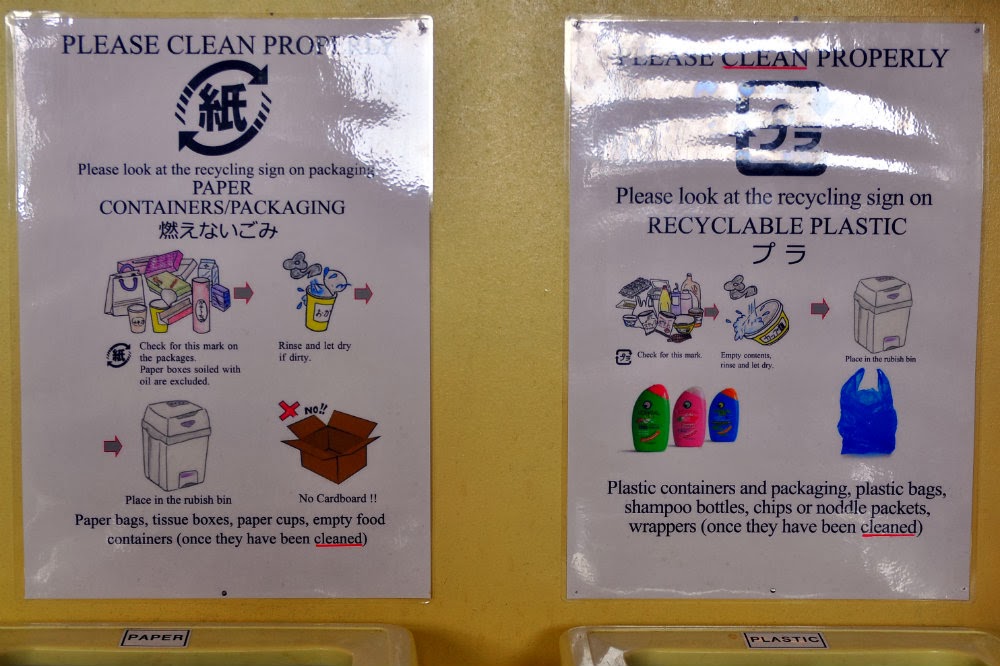 PLEASE CLEAN PROPERLY
紙
Please look at the recycling sign on packaging
PAPER
CONTAINERS/PACKAGING
燃えないごみ
紙
Check for this mark on
the packages.
Paper boxes soiled with
oil are excluded.
Rinse and let dry
if dirty.
Place in the rubish bin
NO!!
No Cardboard !!
Paper bags, tissue boxes, paper cups, empty food
containers (once they have been cleaned)
PAPER
PLEASE CLEAN PROPERLY
プラ
Please look at the recycling sign on
RECYCLABLE PLASTIC
プラ
プラ
Check for this mark.
Empty contents,
rinse and let dry.
Place in the rubish bin
Plastic containers and packaging, plastic bags,
shampoo bottles, chips or noddle packets,
wrappers (once they have been cleaned)
PLASTIC